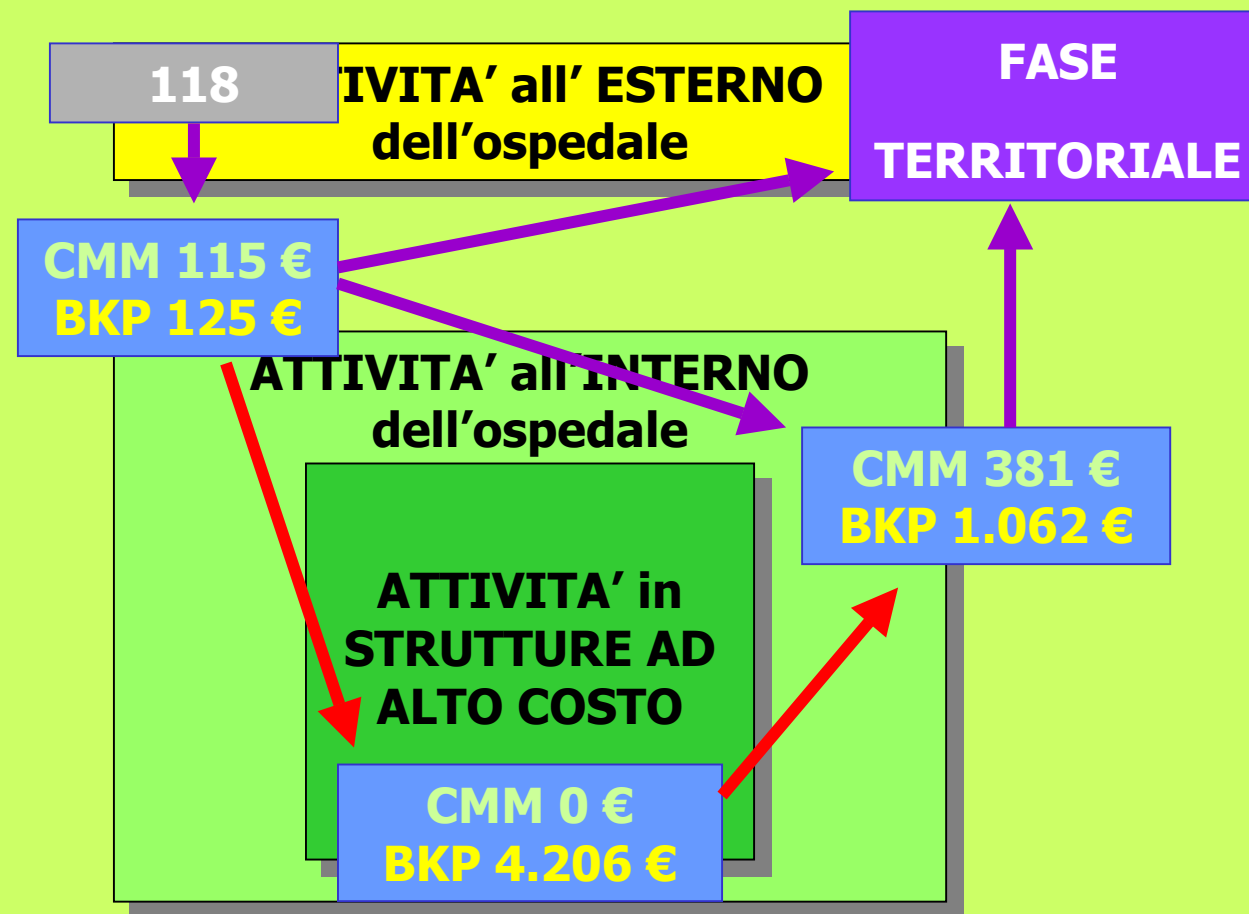 118
TIVITA’ all’ ESTERNO
dell’ospedale
FASE
TERRITORIALE
CMM 115 €
BKP 125 €
ATTIVITA’ all’INTERNO
dell’ospedale
CMM 381 €
BKP 1.062 €
ATTIVITA’ in
STRUTTURE AD
ALTO COSTO
CMM 0 €
BKP 4.206 €